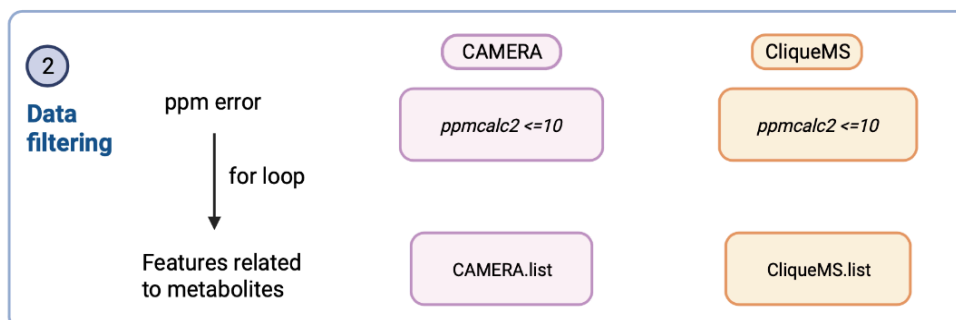 2
Data
filtering
ppm error
for loop
Features related
to metabolites
CAMERA
ppmcalc2 <=10
CAMERA.list
CliqueMS
ppmcalc2 <=10
CliqueMS.list